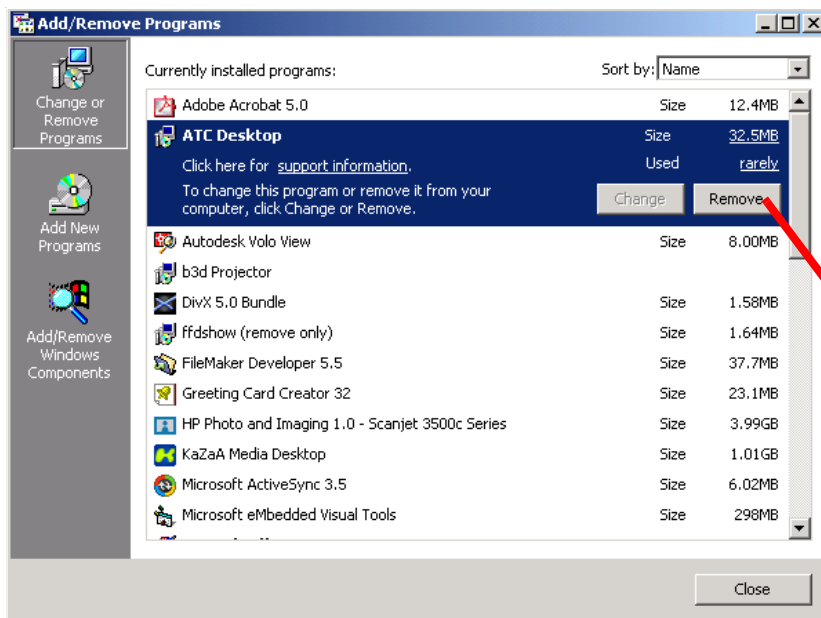 Add/Remove Programs
Change or
Remove
Programs
Add New
Programs
Add/Remove
Windows
Components
Currently installed programs:
Sort by: Name
Adobe Acrobat 5.0 Size 12.4MB
ATC Desktop Size 32.5MB
Click here for support information. Used rarely
To change this program or remove it from your
computer, click Change or Remove.
Change Remove
Autodesk Volo View Size 8.00MB
b3d Projector
DivX 5.0 Bundle Size 1.58MB
ffdshow (remove only) Size 1.64MB
FileMaker Developer 5.5 Size 37.7MB
Greeting Card Creator 32 Size 23.1MB
HP Photo and Imaging 1.0 - Scanjet 3500c Series Size 3.99GB
KaZaA Media Desktop Size 1.01GB
Microsoft ActiveSync 3.5 Size 6.02MB
Microsoft eMbedded Visual Tools Size 298MB
Close